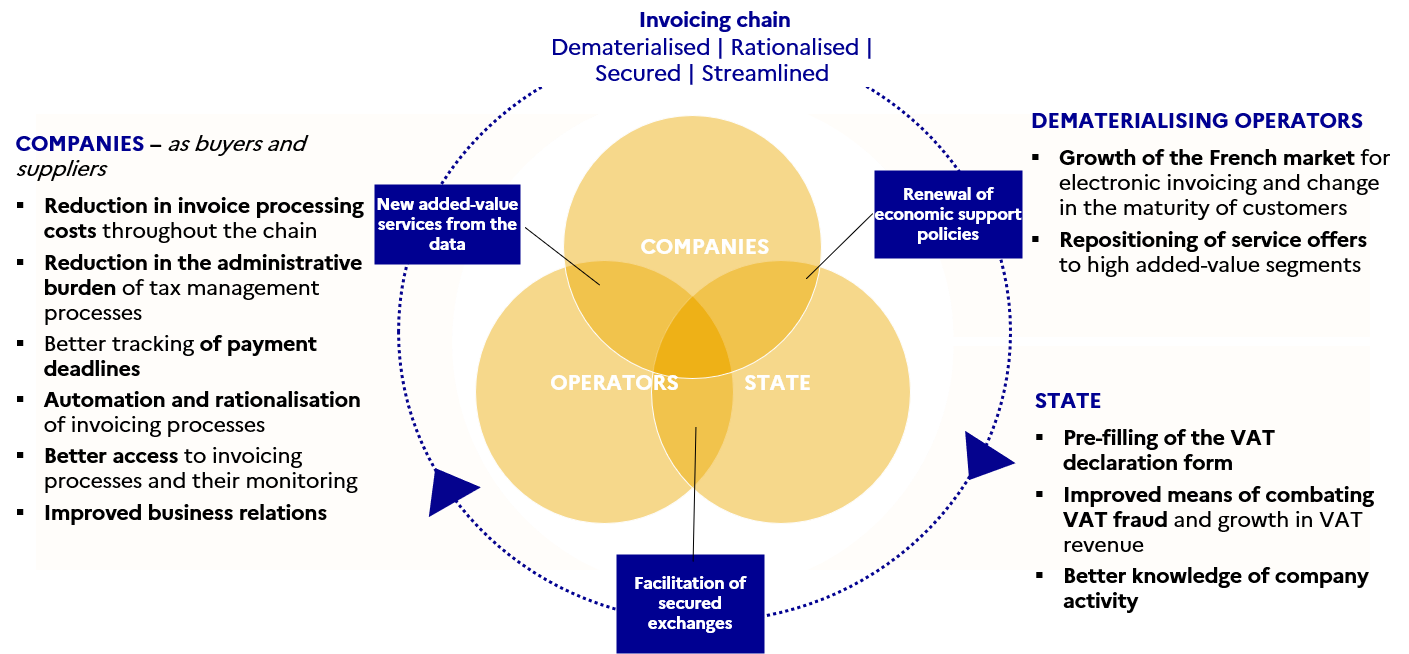 Invoicing chain
Dematerialised | Rationalised |
Secured | Streamlined
COMPANIES – as buyers and
suppliers
▪ Reduction in invoice processing
costs throughout the chain
▪ Reduction in the administrative
burden of tax management
processes
▪ Better tracking of payment
deadlines
▪ Automation and rationalisation
of invoicing processes
▪ Better access to invoicing
processes and their monitoring
▪ Improved business relations
New added-value
services from the
data
Renewal of
economic support
policies
COMPANIES
OPERATORS
STATE
Facilitation of
secured
exchanges
DEMATERIALISING OPERATORS
▪ Growth of the French market for
electronic invoicing and change
in the maturity of customers
▪ Repositioning of service offers
to high added-value segments
STATE
▪ Pre-filling of the VAT
declaration form
▪ Improved means of combating
VAT fraud and growth in VAT
revenue
▪ Better knowledge of company
activity